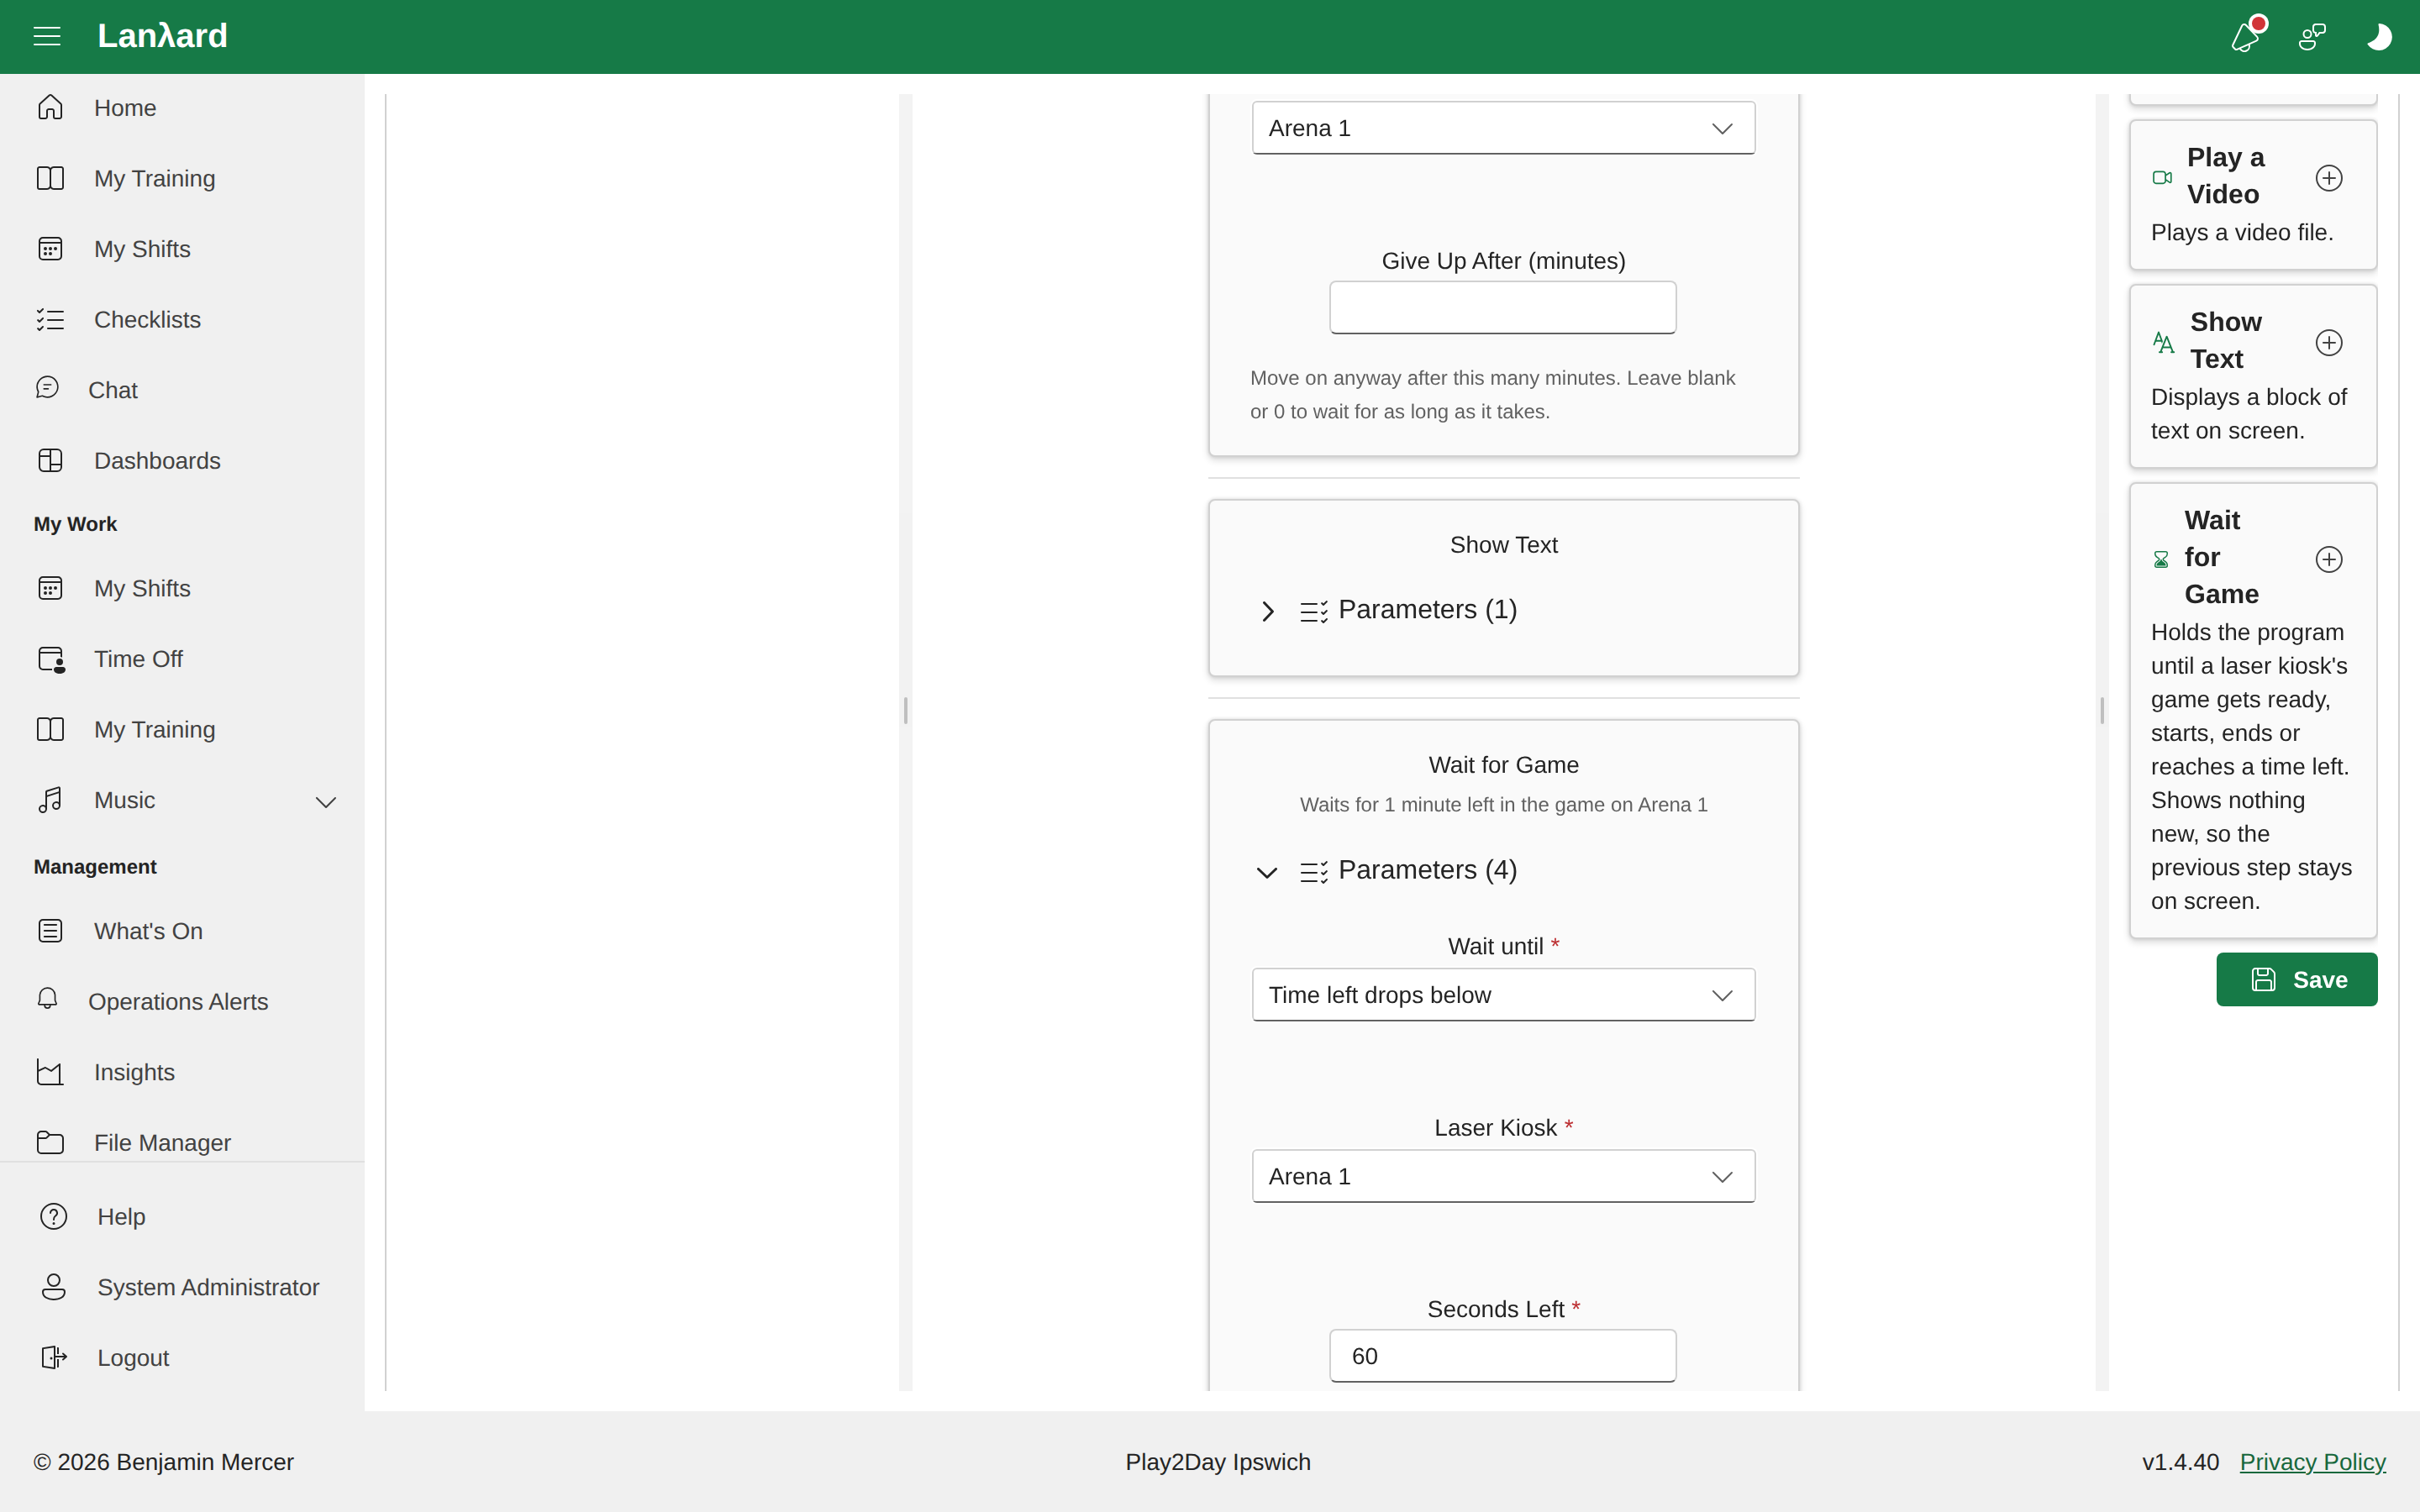 Lanλard
Home
My Training
My Shifts
Checklists
Chat
Dashboards
My Work
My Shifts
Time Off
My Training
Music
Management
What's On
Operations Alerts
Insights
File Manager
Help
System Administrator
Logout
Arena 1
Give Up After (minutes)
Move on anyway after this many minutes. Leave blank
or 0 to wait for as long as it takes.
Show Text
Parameters (1)
Wait for Game
Waits for 1 minute left in the game on Arena 1
Parameters (4)
Wait until *
Time left drops below
Laser Kiosk *
Arena 1
Seconds Left *
60
Play a
Video
Plays a video file.
Show
Text
Displays a block of
text on screen.
Wait
for
Game
Holds the program
until a laser kiosk's
game gets ready,
starts, ends or
reaches a time left.
Shows nothing
new, so the
previous step stays
on screen.
Save
© 2026 Benjamin Mercer
Play2Day Ipswich
v1.4.40 Privacy Policy